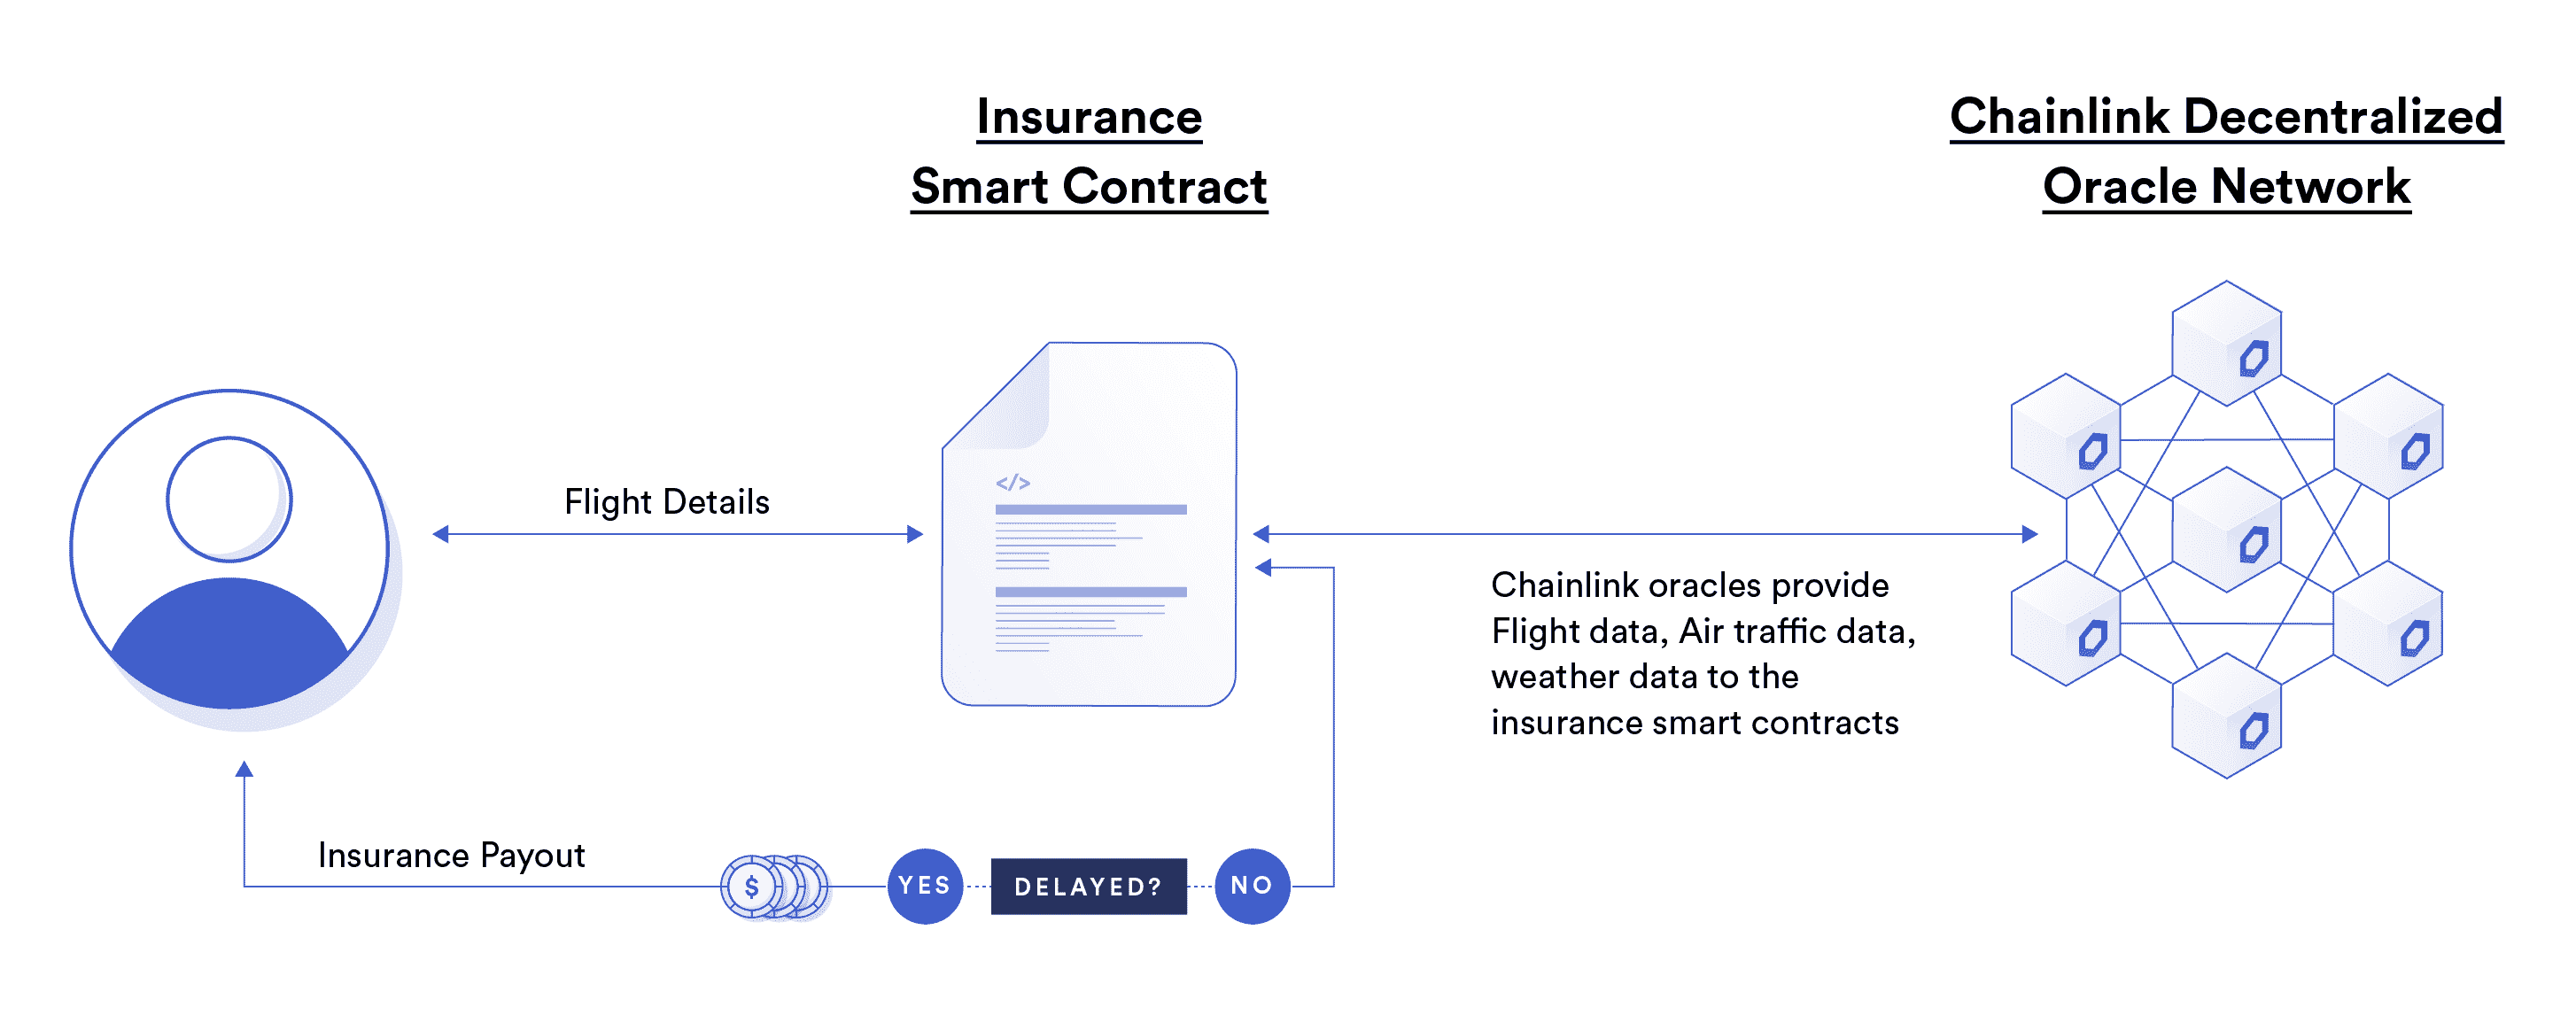 Insurance
Smart Contract
Chainlink Decentralized
Oracle Network
Flight Details
</>
Chainlink oracles provide
Flight data, Air traffic data,
weather data to the
insurance smart contracts
Insurance Payout
$
YES
DELAYED?
NO